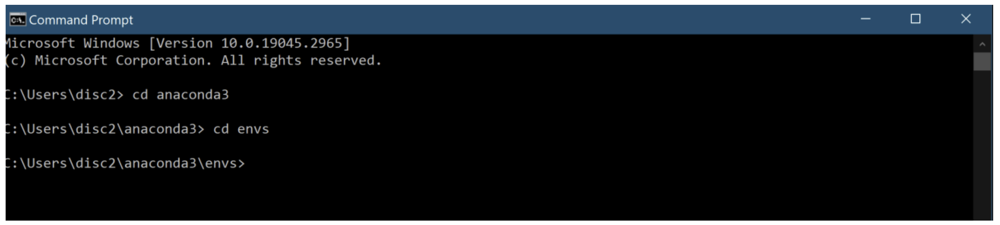 Command Prompt
Microsoft Windows [Version 10.0.19045.2965]
(c) Microsoft Corporation. All rights reserved.
C:\Users\disc2> cd anaconda3
C:\Users\disc2\anaconda3> cd envs
C:\Users\disc2\anaconda3\envs>